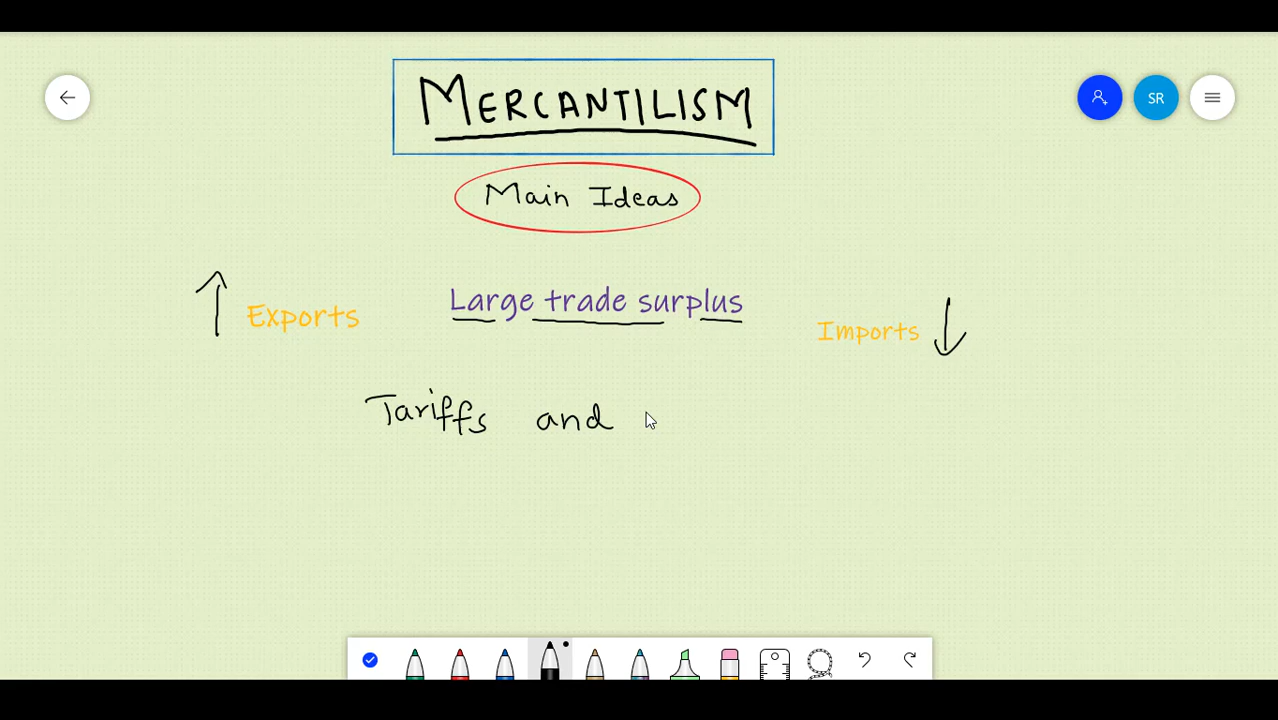 MERCANTILISM
SR
Main Ideas
Large trade surplus
Exports
Imports
Tariffs and